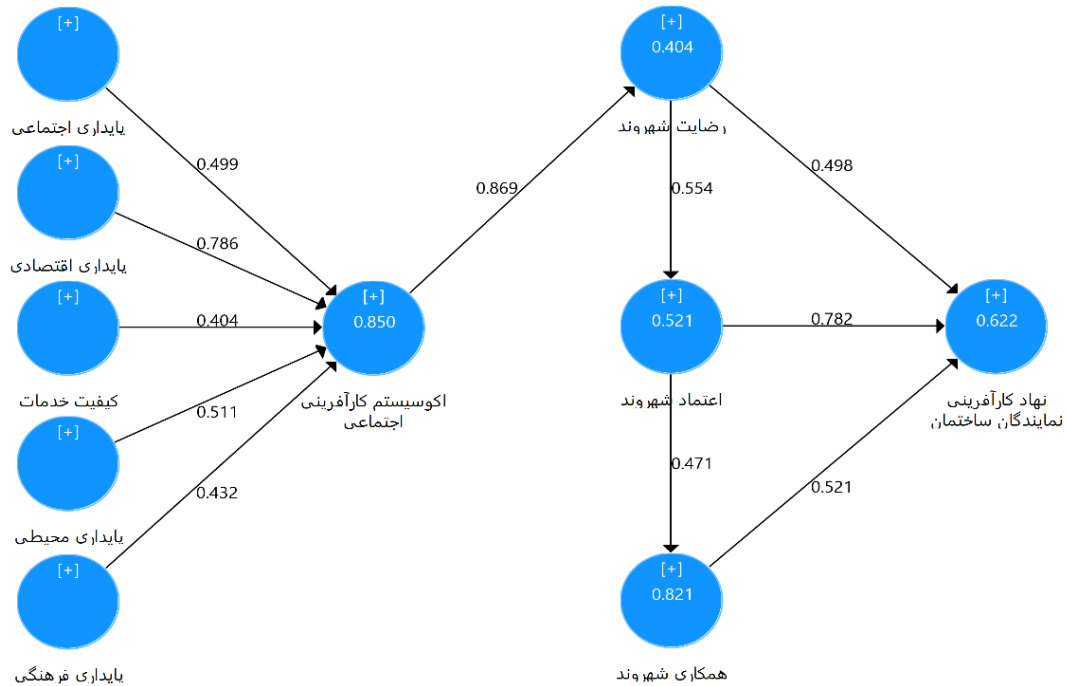 [+]
پایداری اجتماعی
[+]
پایداری اقتصادی
[+]
کیفیت خدمات
[+]
پایداری محیطی
[+]
پایداری فرهنگی
0.499
0.786
0.404
0.511
0.432
[+]
0.850
اکوسیستم کارآفرینی
اجتماعی
0.869
[+]
0.404
رضایت شهروند
0.554
[+]
0.521
اعتماد شهروند
0.471
[+]
0.821
همکاری شهروند
0.498
0.782
0.521
[+]
0.622
نهاد کارآفرینی
نمایندگان ساختمان